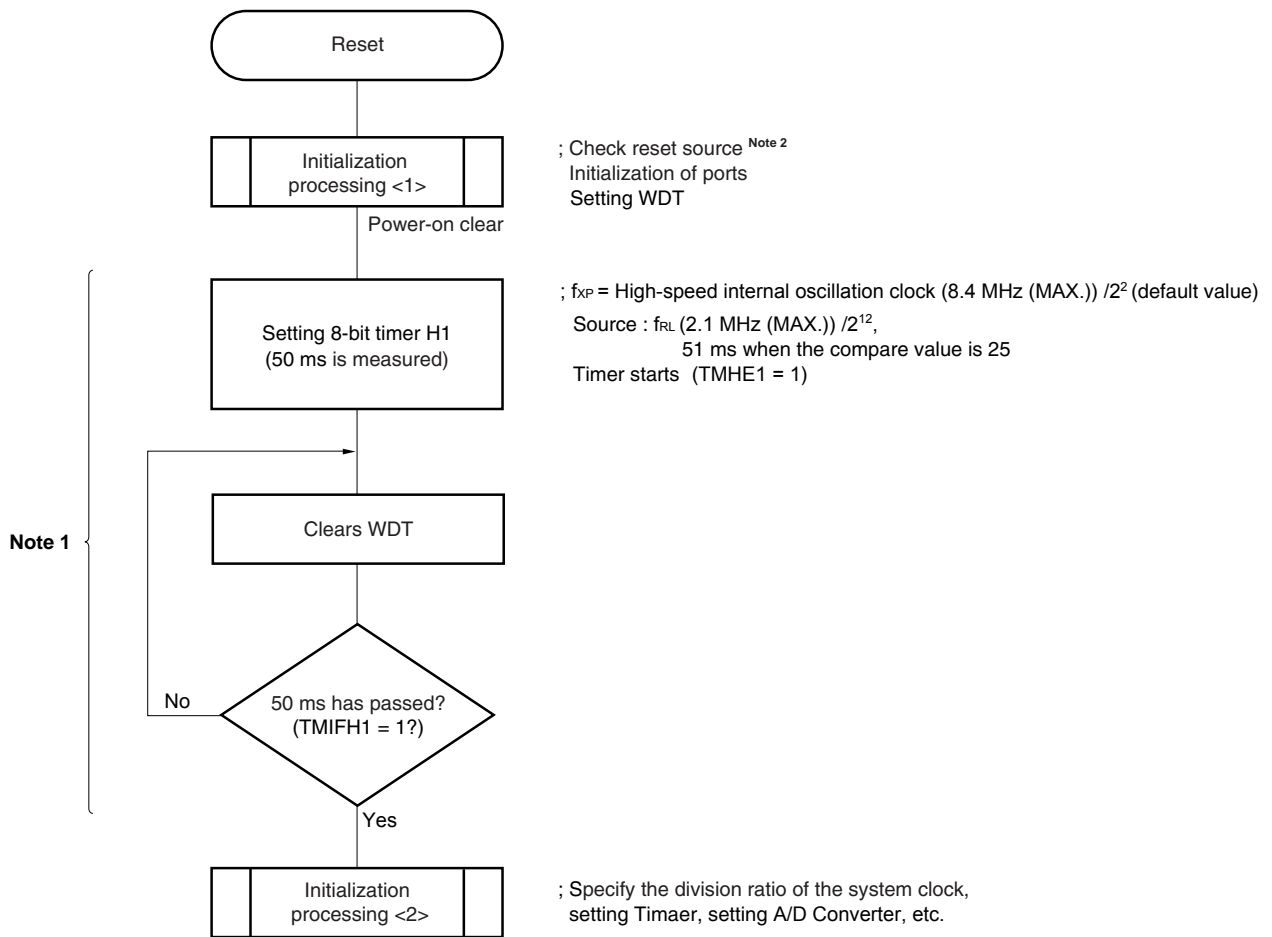 Reset
Initialization
processing <1>
; Check reset source Note 2
Initialization of ports
Setting WDT
Power-on clear
Setting 8-bit timer H1
(50 ms is measured)
; fXP = High-speed internal oscillation clock (8.4 MHz (MAX.)) /2² (default value)
Source : fRL (2.1 MHz (MAX.)) /2¹²,
51 ms when the compare value is 25
Timer starts (TMHE1 = 1)
Note 1
Clears WDT
50 ms has passed?
(TMIFH1 = 1?)
No
Yes
Initialization
processing <2>
; Specify the division ratio of the system clock,
setting Timaer, setting A/D Converter, etc.